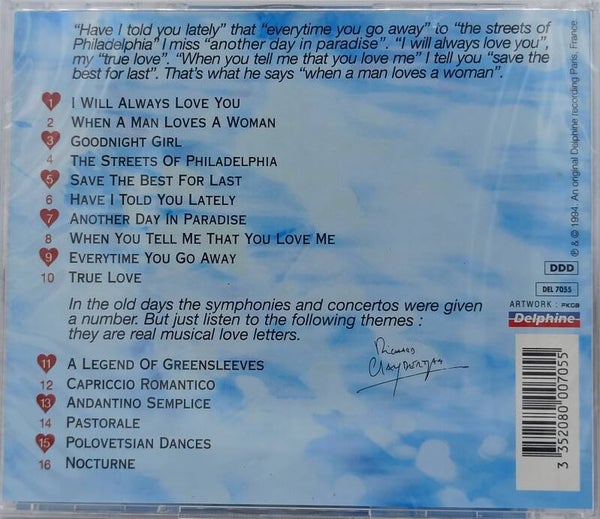 "Have I told you lately" that "everytime you go away" to "the streets of
Philadelphia" I miss "another day in paradise". "I will always love you",
my "true love". "When you tell me that you love me" I tell you "save the
best for last". That's what he says "when a man loves a woman".
1 I WILL ALWAYS LOVE YOU
2 WHEN A MAN LOVES A WOMAN
3 GOODNIGHT GIRL
4 THE STREETS OF PHILADELPHIA
5 SAVE THE BEST FOR LAST
6 HAVE I TOLD YOU LATELY
7 ANOTHER DAY IN PARADISE
8 WHEN YOU TELL ME THAT YOU LOVE ME
9 EVERYTIME YOU GO AWAY
10 TRUE LOVE
In the old days the symphonies and concertos were given
a number. But just listen to the following themes :
they are real musical love letters.
11 A LEGEND OF GREENSLEEVES
12 CAPRICCIO ROMANTICO
13 ANDANTINO SEMPLICE
14 PASTORALE
15 POLOVETSIAN DANCES
16 NOCTURNE
Richard
Clayderman
℗ & © 1994. An original Delphine recording Paris, France.
DDD
DEL 7055
ARTWORK : PKGB
Delphine
3 352080 007055